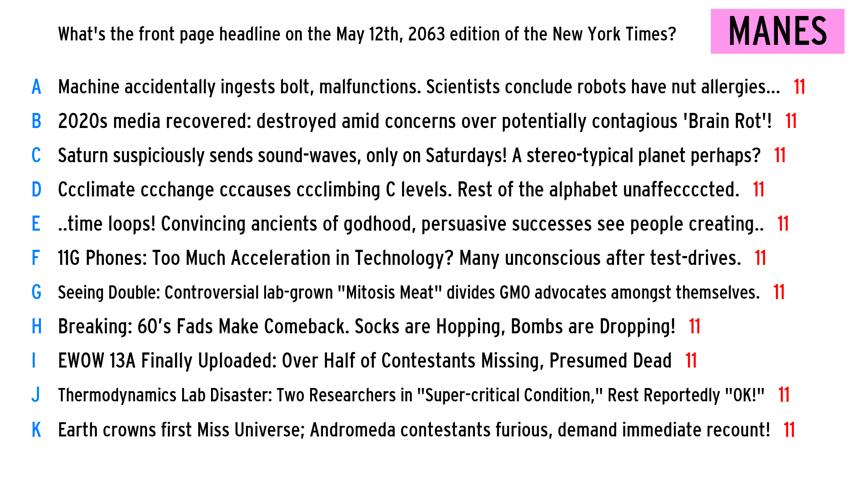 What's the front page headline on the May 12th, 2063 edition of the New York Times?
MANES
A Machine accidentally ingests bolt, malfunctions. Scientists conclude robots have nut allergies... 11
B 2020s media recovered: destroyed amid concerns over potentially contagious 'Brain Rot'! 11
C Saturn suspiciously sends sound-waves, only on Saturdays! A stereo-typical planet perhaps? 11
D Ccclimate ccchange cccauses ccclimbing C levels. Rest of the alphabet unaffecccccted. 11
E ..time loops! Convincing ancients of godhood, persuasive successes see people creating.. 11
F 11G Phones: Too Much Acceleration in Technology? Many unconscious after test-drives. 11
G Seeing Double: Controversial lab-grown "Mitosis Meat" divides GMO advocates amongst themselves. 11
H Breaking: 60's Fads Make Comeback. Socks are Hopping, Bombs are Dropping! 11
I EWOW 13A Finally Uploaded: Over Half of Contestants Missing, Presumed Dead 11
J Thermodynamics Lab Disaster: Two Researchers in "Super-critical Condition," Rest Reportedly "OK!" 11
K Earth crowns first Miss Universe; Andromeda contestants furious, demand immediate recount! 11